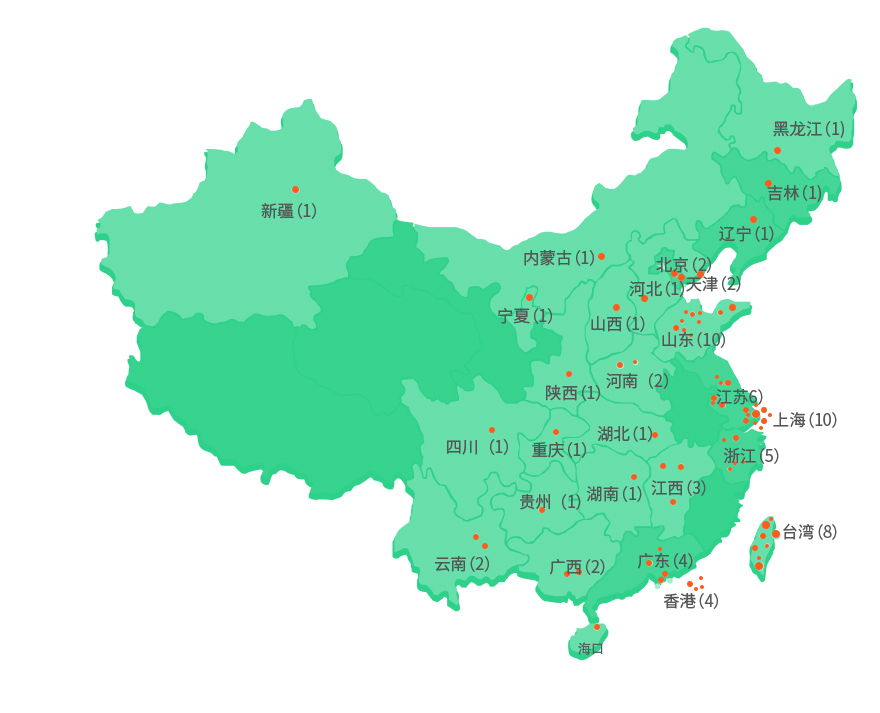 黑龙江(1)
吉林(1)
新疆(1)
辽宁(1)
内蒙古(1)
北京(2)
天津(2)
河北(1)
宁夏(1)
山西(1)
山东(10)
河南（2）
陕西(1)
江苏6)
上海(10)
湖北(1)
四川（1)
重庆(1)
浙江(5)
江西(3)
湖南(1)
贵州（1)
台湾(8)
广东(4)
云南(2)
广西(2)
香港(4)
海口